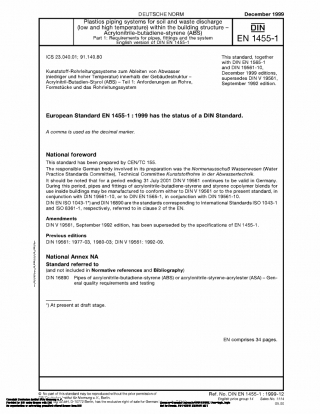 DEUTSCHE NORM
December 1999
Plastics piping systems for soil and waste discharge
(low and high temperature) within the building structure –
Acrylonitrile-butadiene-styrene (ABS)
Part 1: Requirements for pipes, fittings and the system
English version of DIN EN 1455-1
DIN
EN 1455-1
ICS 23.040.01; 91.140.80
This standard, together
with DIN EN 1565-1
and DIN 19561-10,
December 1999 editions,
supersedes DIN V 19561,
September 1992 edition.
Kunststoff-Rohrleitungssysteme zum Ableiten von Abwasser
(niedriger und hoher Temperatur) innerhalb der Gebäudestruktur –
Acrylnitril-Butadien-Styrol (ABS) – Teil 1: Anforderungen an Rohre,
Formstücke und das Rohrleitungssystem
European Standard EN 1455-1 : 1999 has the status of a DIN Standard.
A comma is used as the decimal marker.
National foreword
This standard has been prepared by CEN/TC 155.
The responsible German body involved in its preparation was the Normenausschuß Wasserwesen (Water
Practice Standards Committee), Technical Committee Kunststoffrohre in der Abwassertechnik.
It should be noted that for a period ending 31 July 2001 DIN V 19561 continues to be valid in Germany.
During this period, pipes and fittings of acrylonitrile-butadiene-styrene and styrene copolymer blends for
use inside buildings may be manufactured to conform either to DIN V 19561 or to the present standard, in
conjunction with DIN 19561-10, or to DIN EN 1565-1, in conjunction with DIN 19561-10.
DIN EN ISO 1043-1*) and DIN 16890 are the standards corresponding to International Standards ISO 1043-1
and ISO 8361-1, respectively, referred to in clause 2 of the EN.
Amendments
DIN V 19561, September 1992 edition, has been superseded by the specifications of EN 1455-1.
Previous editions
DIN 19561: 1977-03, 1980-03; DIN V 19561: 1992-09.
National Annex NA
Standard referred to
(and not included in Normative references and Bibliography)
DIN 16890 Pipes of acrylonitrile-butadiene-styrene (ABS) or acrylonitrile-styrene-acrylester (ASA) – Gen-
eral quality requirements and testing
*) At present at draft stage.
EN comprises 34 pages.
© No part of this standard may be reproduced without the prior permission of
Ref. No. DIN EN 1455-1 : 1999-12
English price group 14